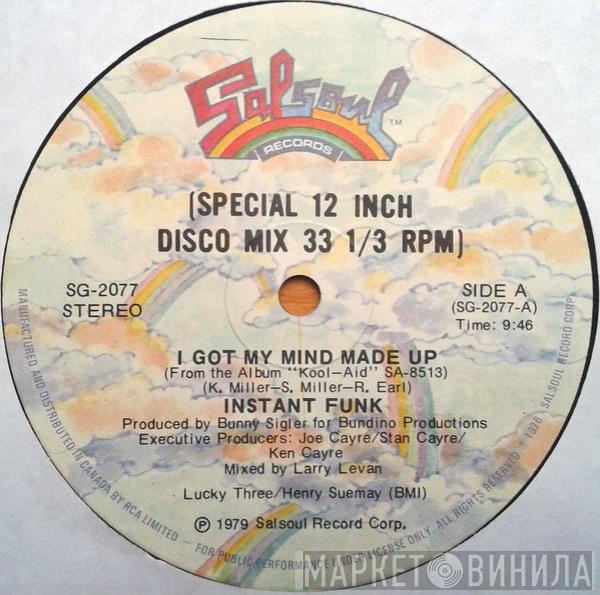 Salsoul TM
RECORDS
(SPECIAL 12 INCH
DISCO MIX 33 1/3 RPM)
SG-2077
STEREO
SIDE A
(SG-2077-A)
Time: 9:46
I GOT MY MIND MADE UP
(From the Album "Kool-Aid" SA-8513)
(K. Miller-S. Miller-R. Earl)
INSTANT FUNK
Produced by Bunny Sigler for Bundino Productions
Executive Producers: Joe Cayre/Stan Cayre/
Ken Cayre
Mixed by Larry Levan
Lucky Three/Henry Suemay (BMI)
Ⓟ 1979 Salsoul Record Corp.
MANUFACTURED AND DISTRIBUTED IN CANADA BY RCA LIMITED - FOR PUBLIC PERFORMANCE UNDER LICENSE ONLY. ALL RIGHTS RESERVED - 1976 - SALSOUL RECORD CORP.
МАРКЕТ ВИНИЛА